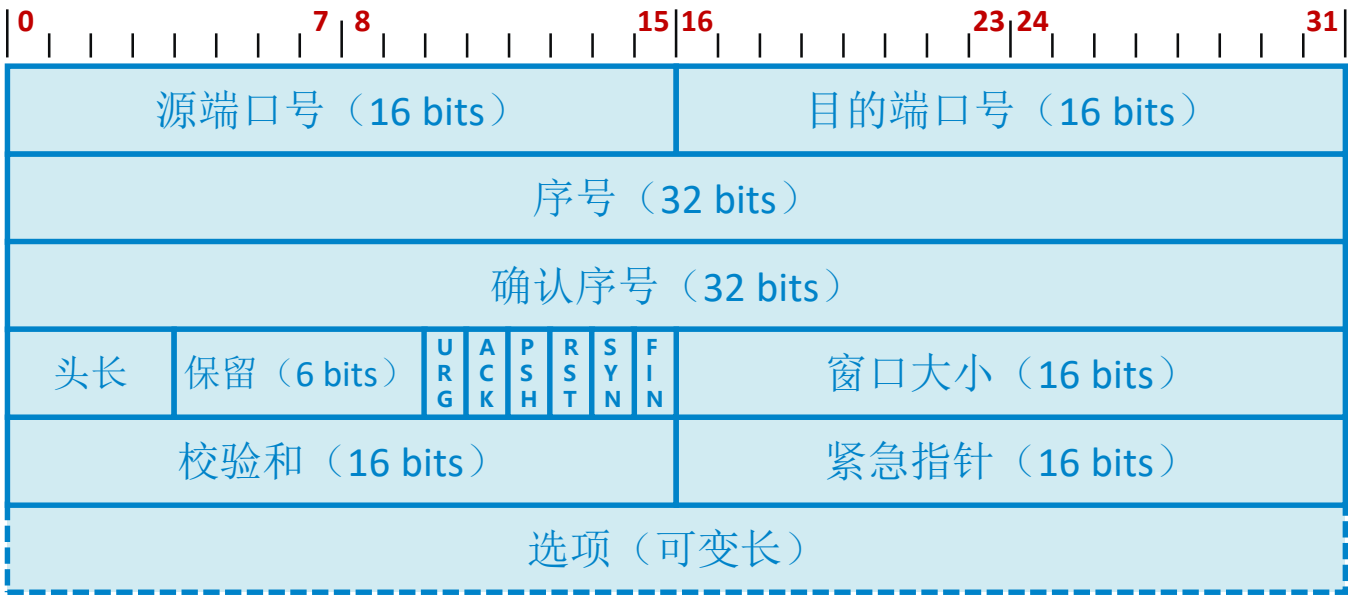 0 7 8 15 16 23 24 31
源端口号（16 bits） 目的端口号（16 bits）
序号（32 bits）
确认序号（32 bits）
头长 保留（6 bits） URG ACK PSH RST SYN FIN 窗口大小（16 bits）
校验和（16 bits） 紧急指针（16 bits）
选项（可变长）